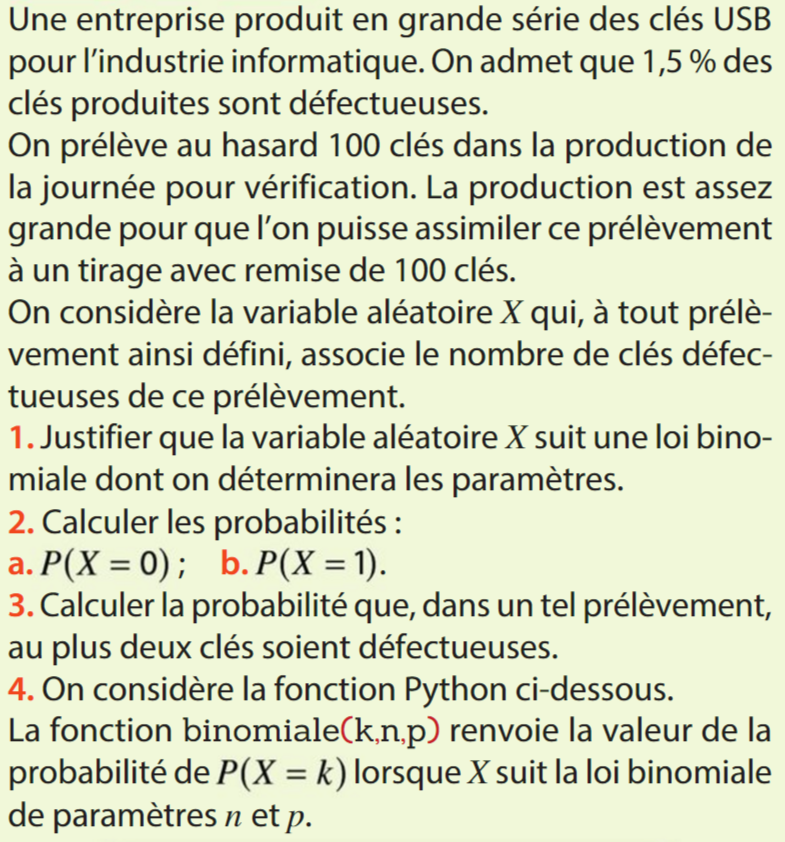 Une entreprise produit en grande série des clés USB
pour l’industrie informatique. On admet que 1,5 % des
clés produites sont défectueuses.
On prélève au hasard 100 clés dans la production de
la journée pour vérification. La production est assez
grande pour que l’on puisse assimiler ce prélèvement
à un tirage avec remise de 100 clés.
On considère la variable aléatoire X qui, à tout prélè-
vement ainsi défini, associe le nombre de clés défec-
tueuses de ce prélèvement.
1. Justifier que la variable aléatoire X suit une loi bino-
miale dont on déterminera les paramètres.
2. Calculer les probabilités :
a. P(X = 0) ; b. P(X = 1).
3. Calculer la probabilité que, dans un tel prélèvement,
au plus deux clés soient défectueuses.
4. On considère la fonction Python ci-dessous.
La fonction binomiale(k,n,p) renvoie la valeur de la
probabilité de P(X = k) lorsque X suit la loi binomiale
de paramètres n et p.